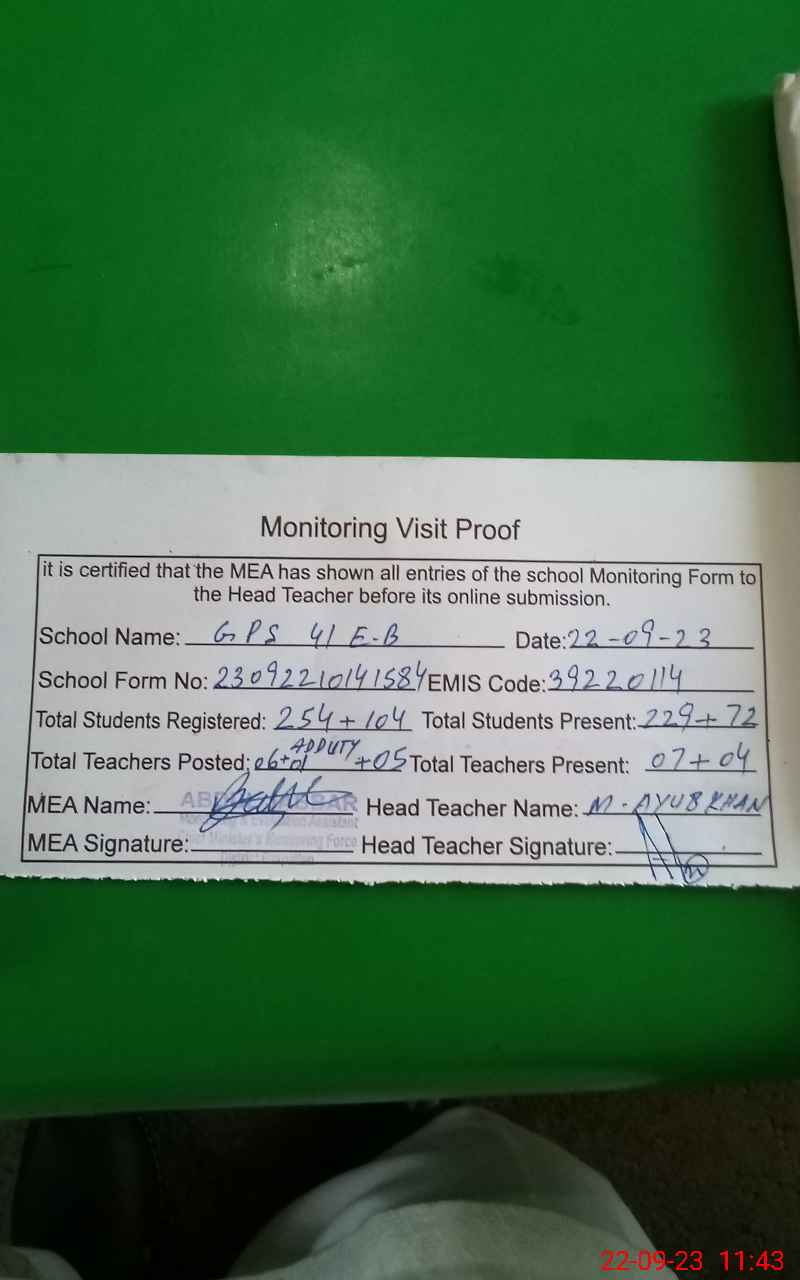 Monitoring Visit Proof
it is certified that the MEA has shown all entries of the school Monitoring Form to
the Head Teacher before its online submission.
School Name: GPS 41 E-B Date: 22-09-23
School Form No: 23092210141584 EMIS Code: 39220114
Total Students Registered: 254+104 Total Students Present: 229+72
Total Teachers Posted: 06+01 ADDUTY +05 Total Teachers Present: 07+04
MEA Name: Head Teacher Name: M-AYUB KHAN
MEA Signature: Head Teacher Signature:
22-09-23 11:43